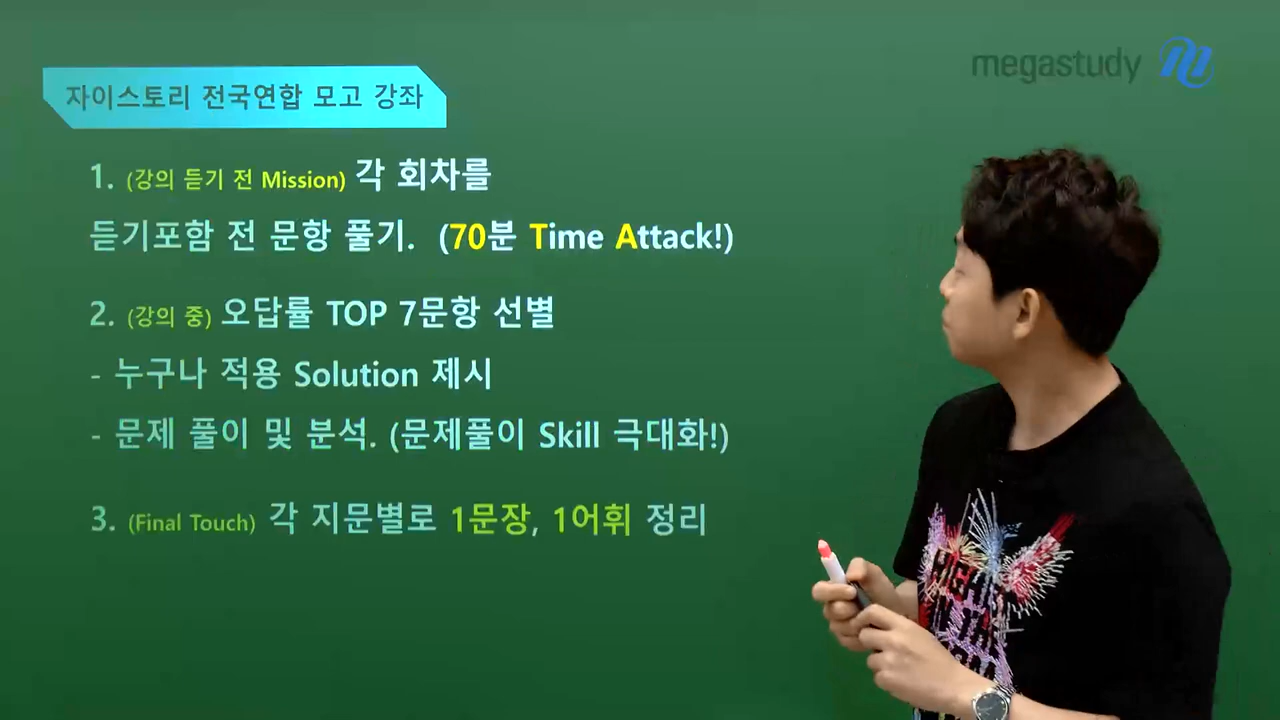 megastudy
자이스토리 전국연합 모고 강좌
1. (강의 듣기 전 Mission) 각 회차를
듣기포함 전 문항 풀기. (70분 Time Attack!)
2. (강의 중) 오답률 TOP 7문항 선별
- 누구나 적용 Solution 제시
- 문제 풀이 및 분석. (문제풀이 Skill 극대화!)
3. (Final Touch) 각 지문별로 1문장, 1어휘 정리